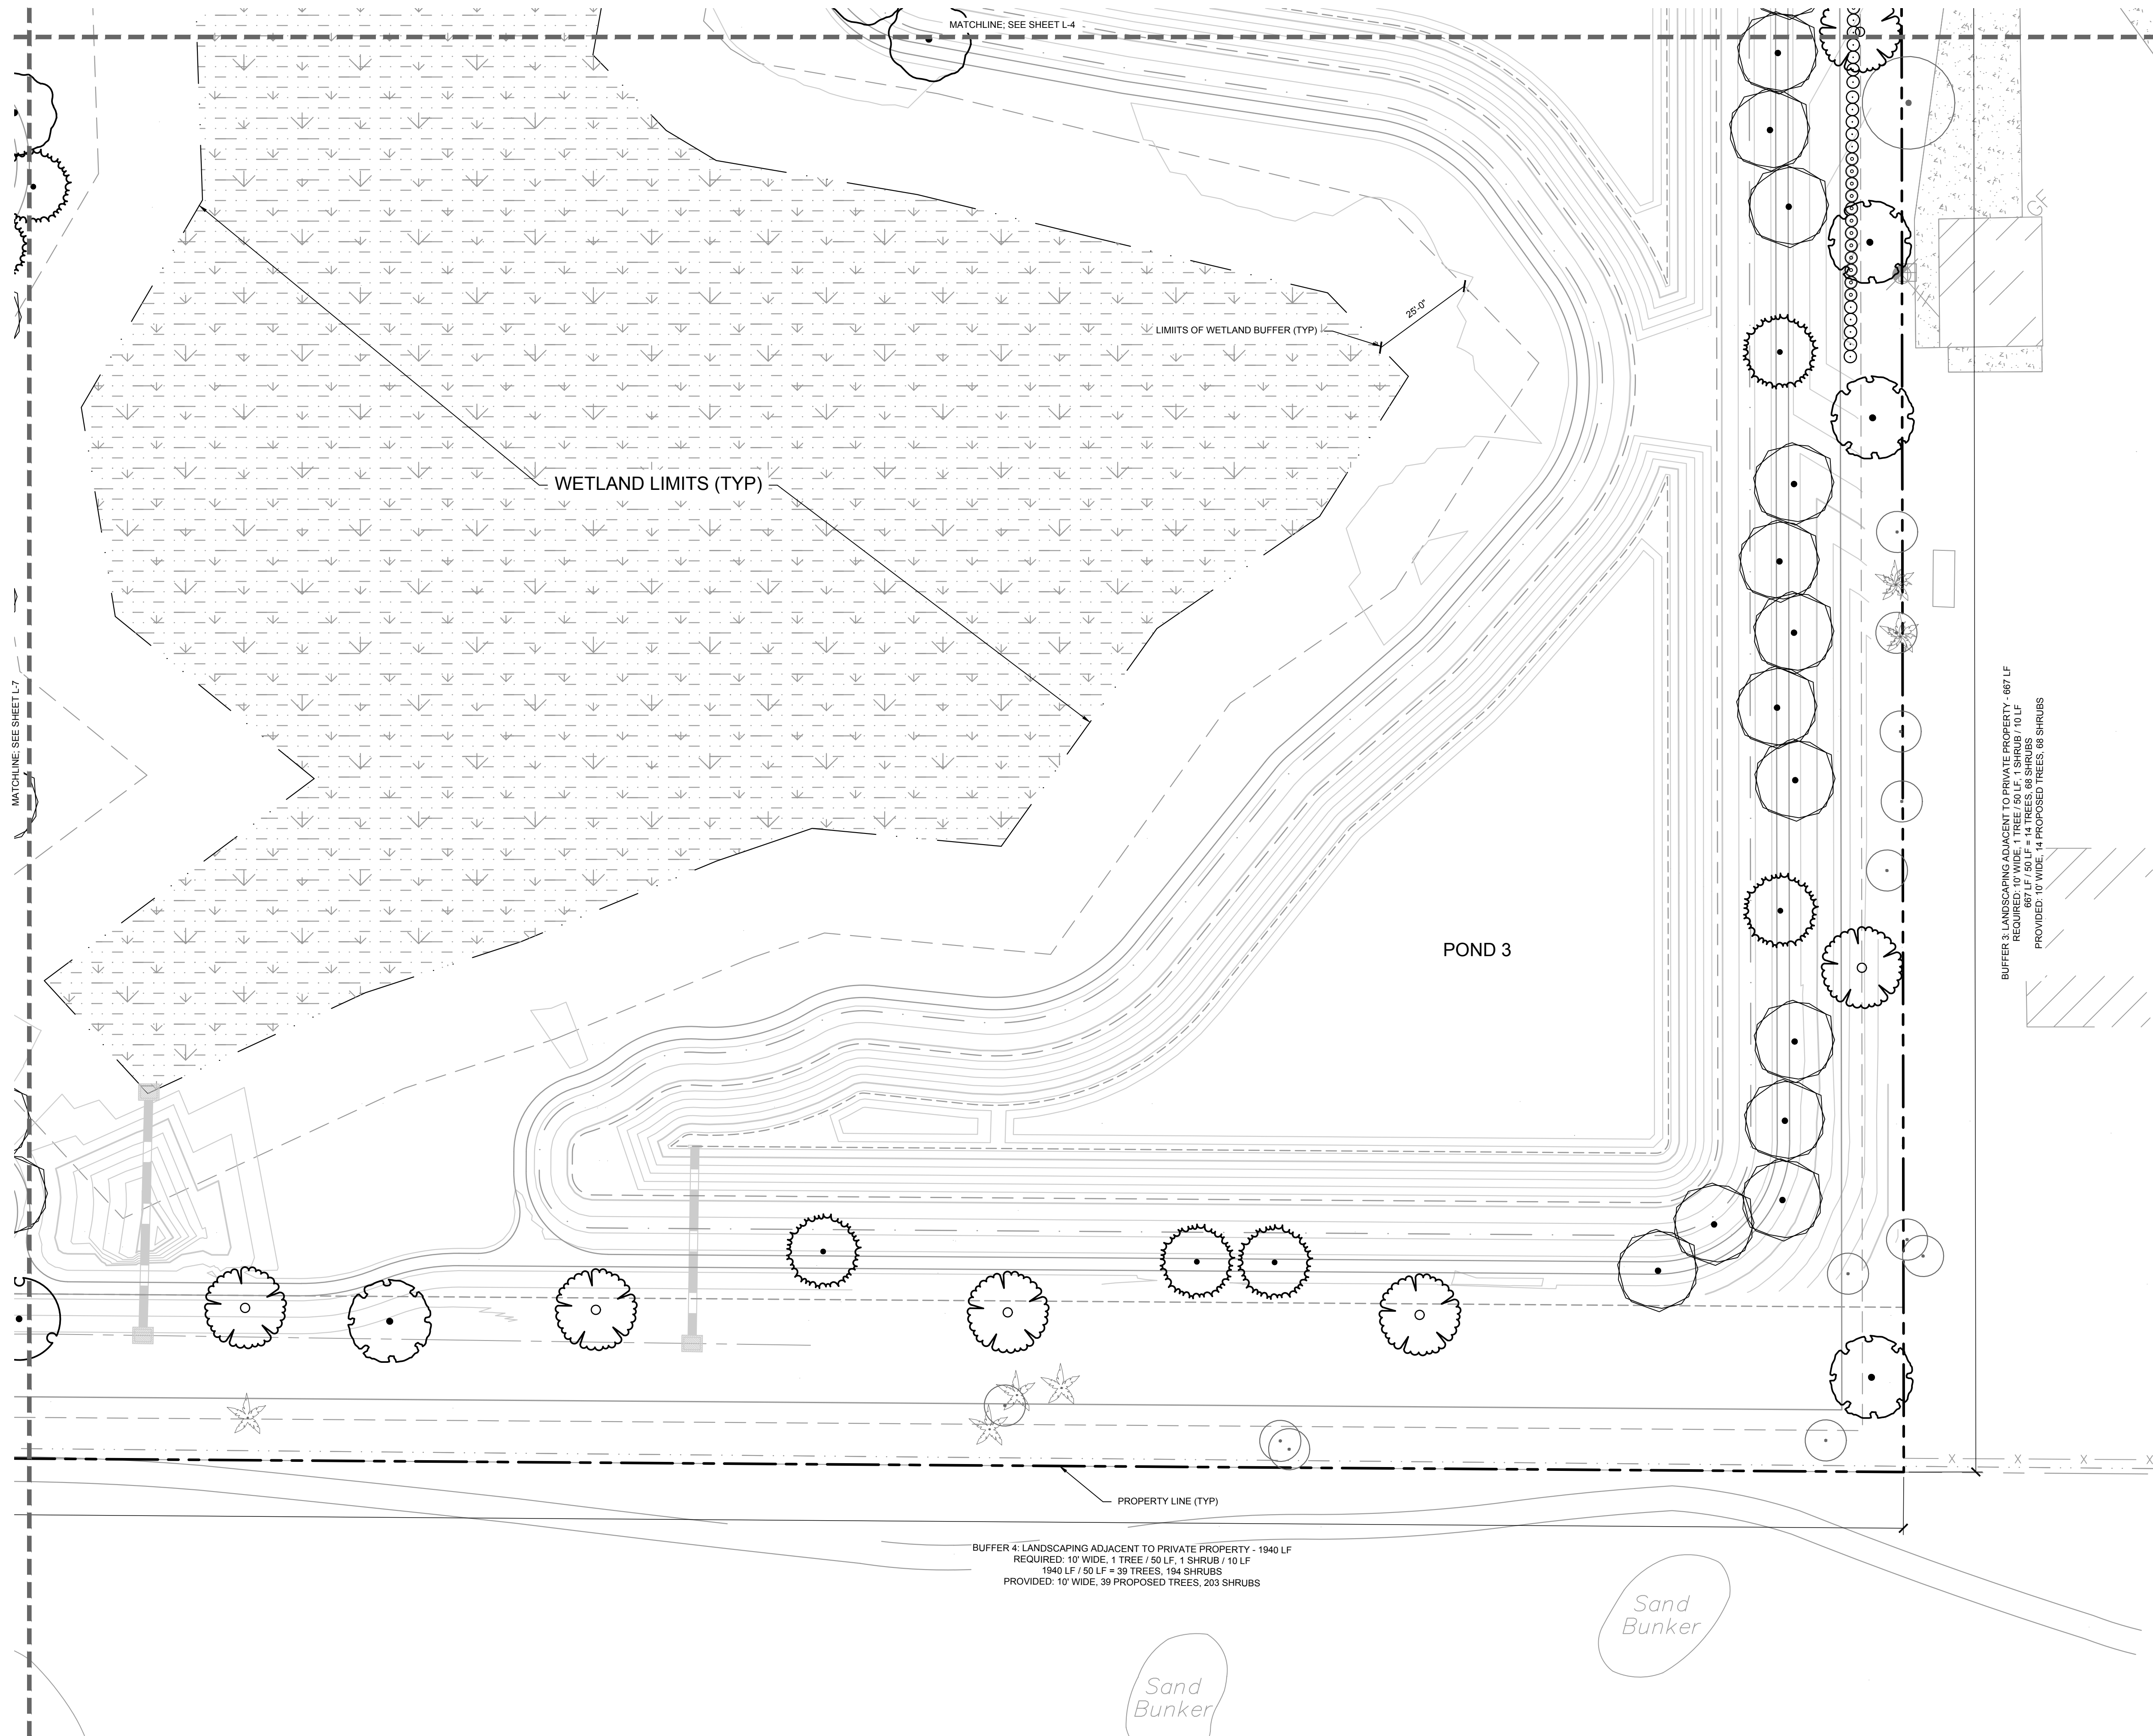 MATCHLINE; SEE SHEET L-4
GF
25'-0"
LIMIITS OF WETLAND BUFFER (TYP)
WETLAND LIMITS (TYP)
MATCHLINE; SEE SHEET L-7
BUFFER 3: LANDSCAPING ADJACENT TO PRIVATE PROPERTY - 667 LF
REQUIRED: 10' WIDE, 1 TREE / 50 LF, 1 SHRUB / 10 LF
667 LF / 50 LF = 14 TREES, 68 SHRUBS
PROVIDED: 10' WIDE, 14 PROPOSED TREES, 68 SHRUBS
POND 3
X X X X
PROPERTY LINE (TYP)
BUFFER 4: LANDSCAPING ADJACENT TO PRIVATE PROPERTY - 1940 LF
REQUIRED: 10' WIDE, 1 TREE / 50 LF, 1 SHRUB / 10 LF
1940 LF / 50 LF = 39 TREES, 194 SHRUBS
PROVIDED: 10' WIDE, 39 PROPOSED TREES, 203 SHRUBS
Sand
Bunker
Sand
Bunker